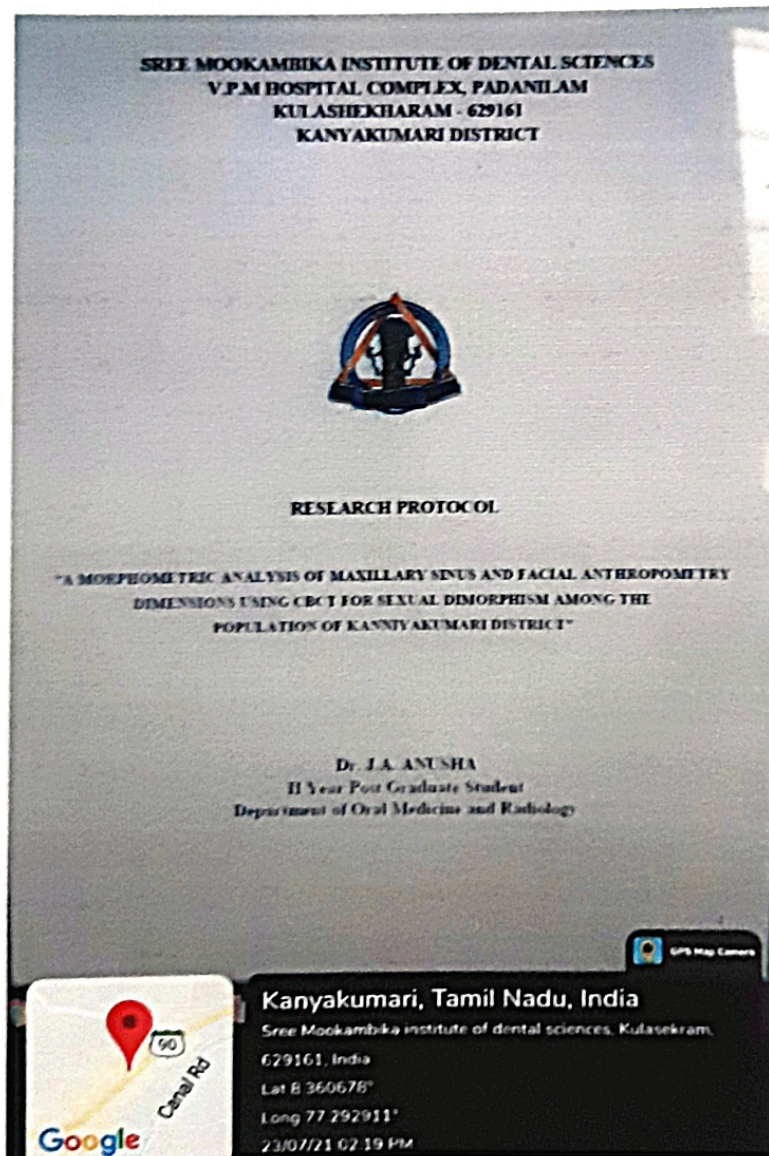 SREE MOOKAMBIKA INSTITUTE OF DENTAL SCIENCES
V.P.M HOSPITAL COMPLEX, PADANILAM
KULASHEKHARAM - 629161
KANYAKUMARI DISTRICT
RESEARCH PROTOCOL
"A MORPHOMETRIC ANALYSIS OF MAXILLARY SINUS AND FACIAL ANTHROPOMETRY
DIMENSIONS USING CBCT FOR SEXUAL DIMORPHISM AMONG THE
POPULATION OF KANNIYAKUMARI DISTRICT"
Dr. J.A. ANUSHA
II Year Post Graduate Student
Department of Oral Medicine and Radiology
GPS Map Camera
Kanyakumari, Tamil Nadu, India
Sree Mookambika institute of dental sciences, Kulasekram,
629161, India
Lat 8.360678°
Long 77.292911°
23/07/21 02:19 PM
90
Canal Rd
Google